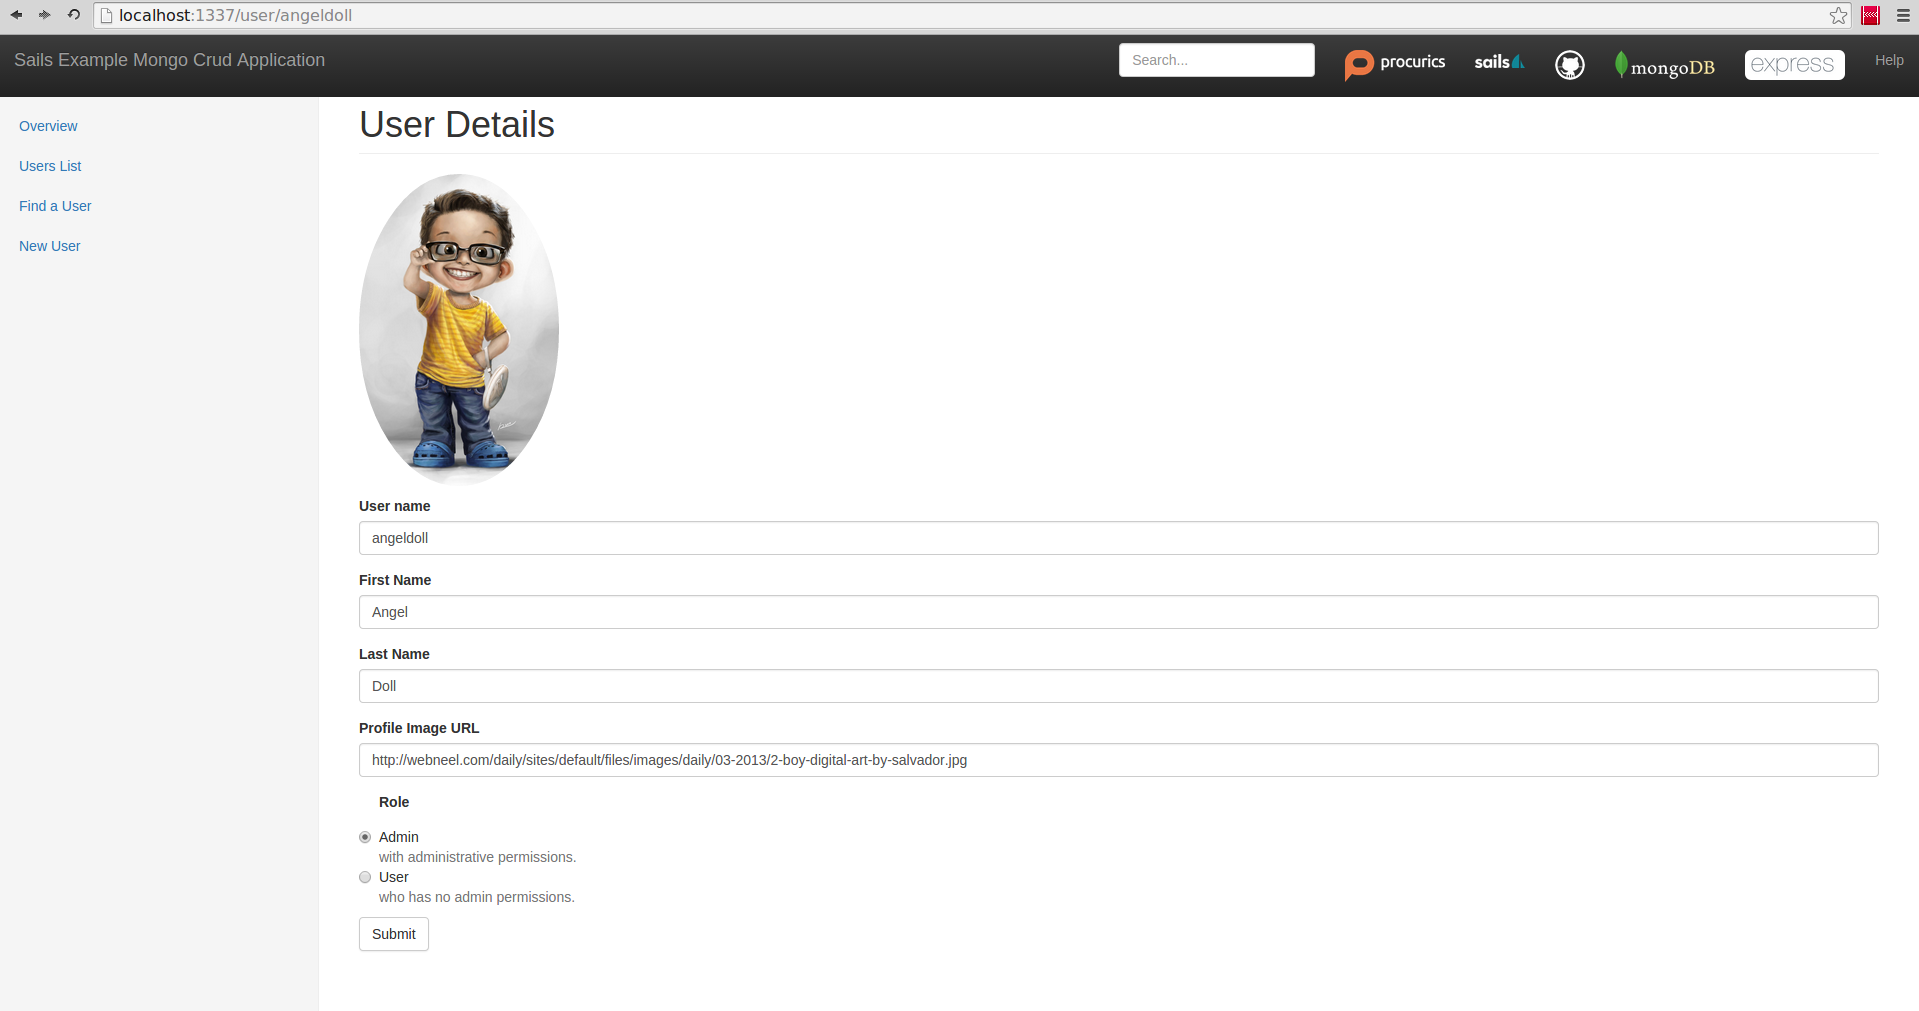 localhost:1337/user/angeldoll
Sails Example Mongo Crud Application
Search...
procurics
sails
mongoDB
express
Help
Overview
Users List
Find a User
New User
User Details
User name
angeldoll
First Name
Angel
Last Name
Doll
Profile Image URL
http://webneel.com/daily/sites/default/files/images/daily/03-2013/2-boy-digital-art-by-salvador.jpg
Role
Admin
with administrative permissions.
User
who has no admin permissions.
Submit